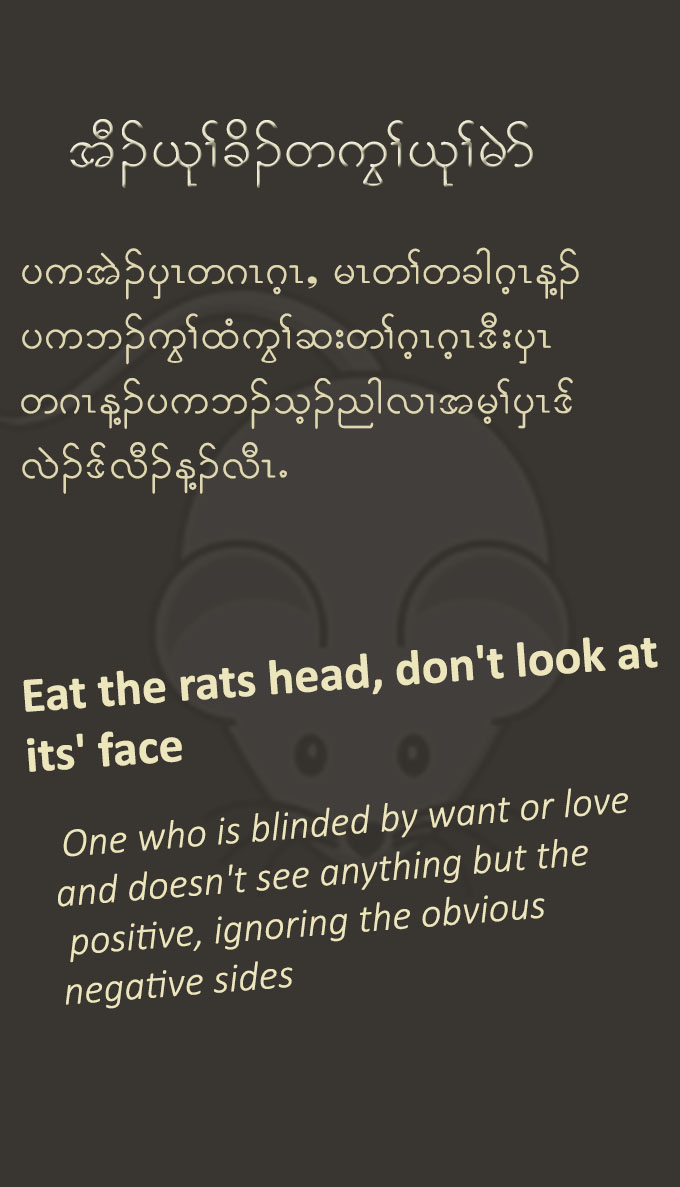 အီၣ်ယုၢ်ခိၣ်တကွၢ်ယုၢ်မဲာ်
ပကအဲၣ်ပှၤတဂၤဂ့ၤ, မၤတၢ်တခါဂ့ၤန့ၣ်
ပကဘၣ်ကွၢ်ထံကွၢ်ဆးတၢ်ဂ့ၤဂ့ၤဒီးပှၤ
တဂၤန့ၣ်ပကဘၣ်သ့ၣ်ညါလၢအမ့ၢ်ပှၤဒ်
လဲၣ်ဒ်လီၣ်န့ၣ်လီၤ.
Eat the rats head, don't look at
its' face
One who is blinded by want or love
and doesn't see anything but the
positive, ignoring the obvious
negative sides